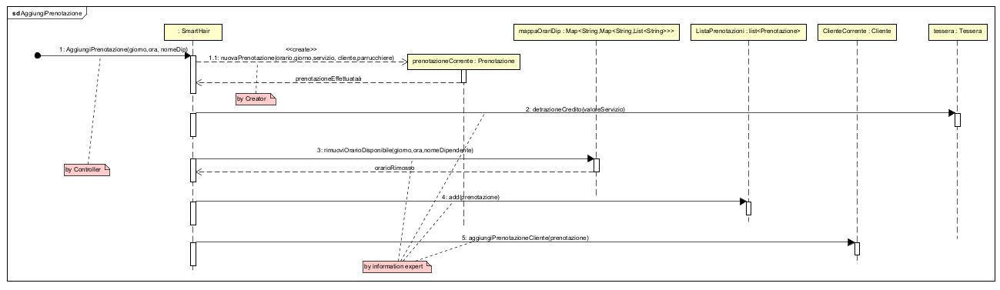 sd AggiungiPrenotazione
: SmartHair
mappaOrariDip : Map<String,Map<String,List<String>>>
ListaPrenotazioni : list<Prenotazione>
ClienteCorrente : Cliente
tessera : Tessera
1: AggiungiPrenotazione(giorno,ora, nomeDip)
<<create>>
1.1: nuovaPrenotazione(orario,giorno,servizio, cliente,parrucchiere)
prenotazioneCorrente : Prenotazione
prenotazioneEffettuataà
by Creator
2: detrazioneCredito(valoreServizio)
3: rimuoviOrarioDisponibile(giorno,ora,nomeDipendente)
by Controller
orarioRimosso
4: add(prenotazione)
5: aggiungiPrenotazioneCliente(prenotazione)
by information expert